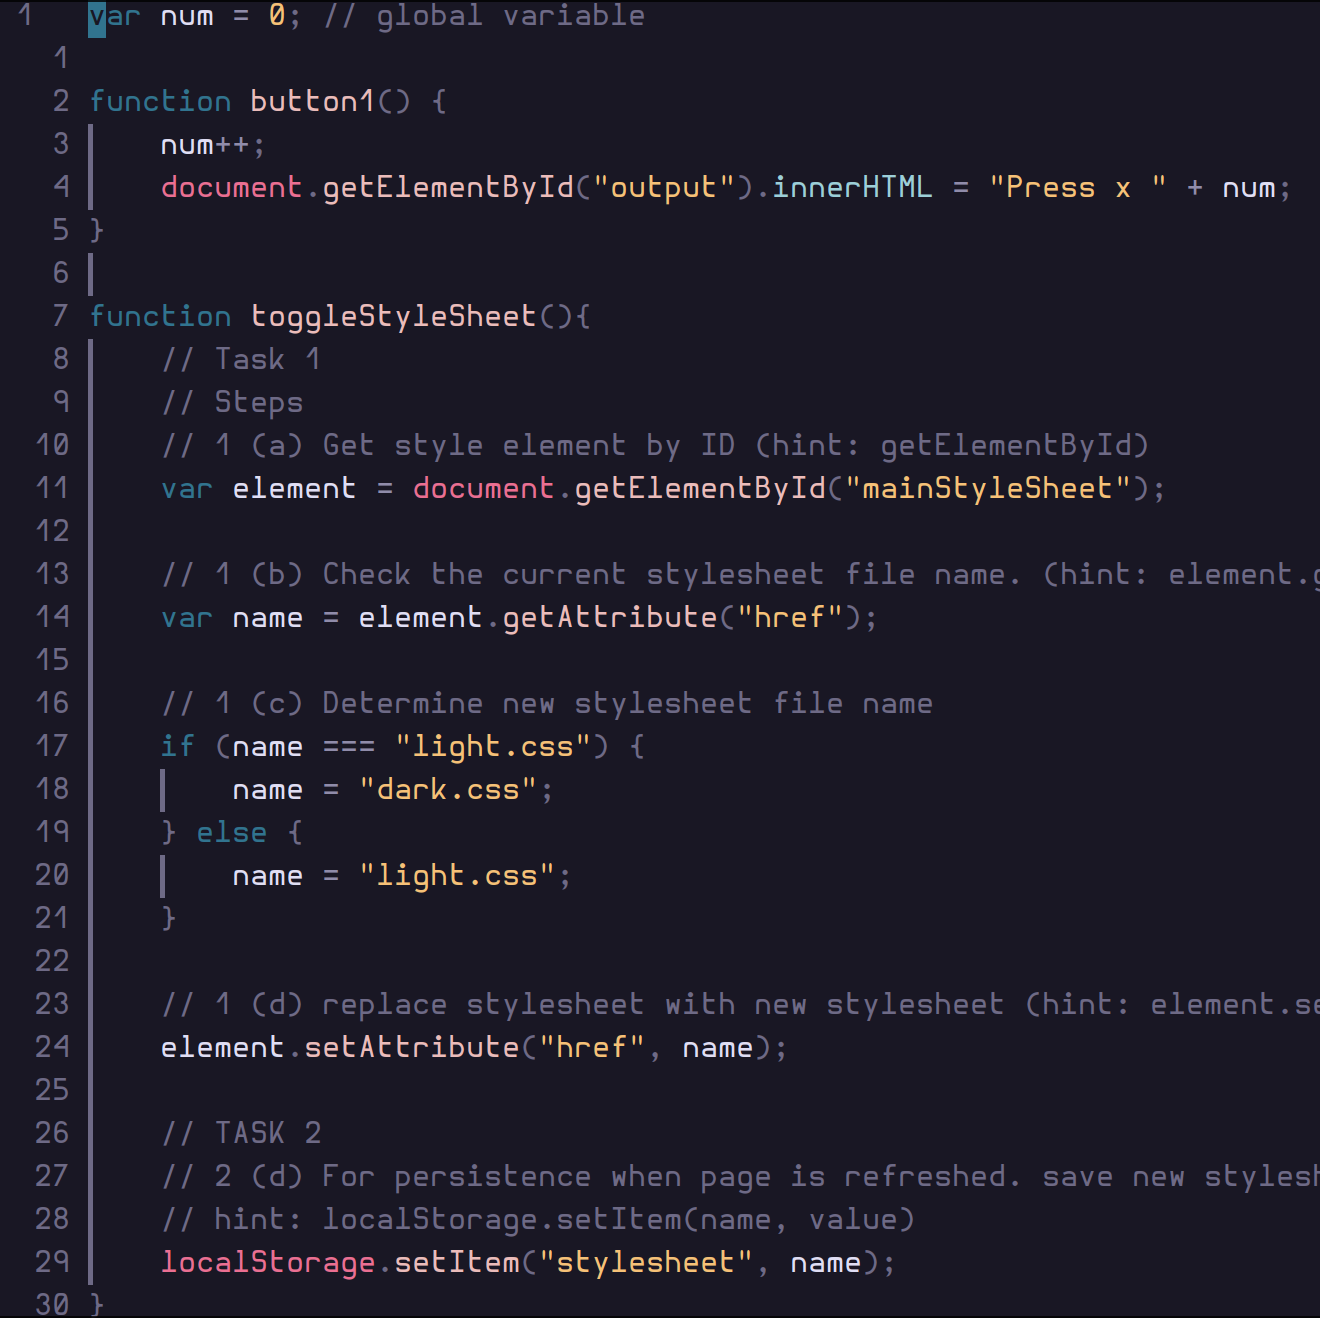 1 var num = 0; // global variable
1
2 function button1() {
3 num++;
4 document.getElementById("output").innerHTML = "Press x " + num;
5 }
6
7 function toggleStyleSheet(){
8 // Task 1
9 // Steps
10 // 1 (a) Get style element by ID (hint: getElementById)
11 var element = document.getElementById("mainStyleSheet");
12
13 // 1 (b) Check the current stylesheet file name. (hint: element.g
14 var name = element.getAttribute("href");
15
16 // 1 (c) Determine new stylesheet file name
17 if (name === "light.css") {
18 name = "dark.css";
19 } else {
20 name = "light.css";
21 }
22
23 // 1 (d) replace stylesheet with new stylesheet (hint: element.se
24 element.setAttribute("href", name);
25
26 // TASK 2
27 // 2 (d) For persistence when page is refreshed. save new stylesh
28 // hint: localStorage.setItem(name, value)
29 localStorage.setItem("stylesheet", name);
30 }